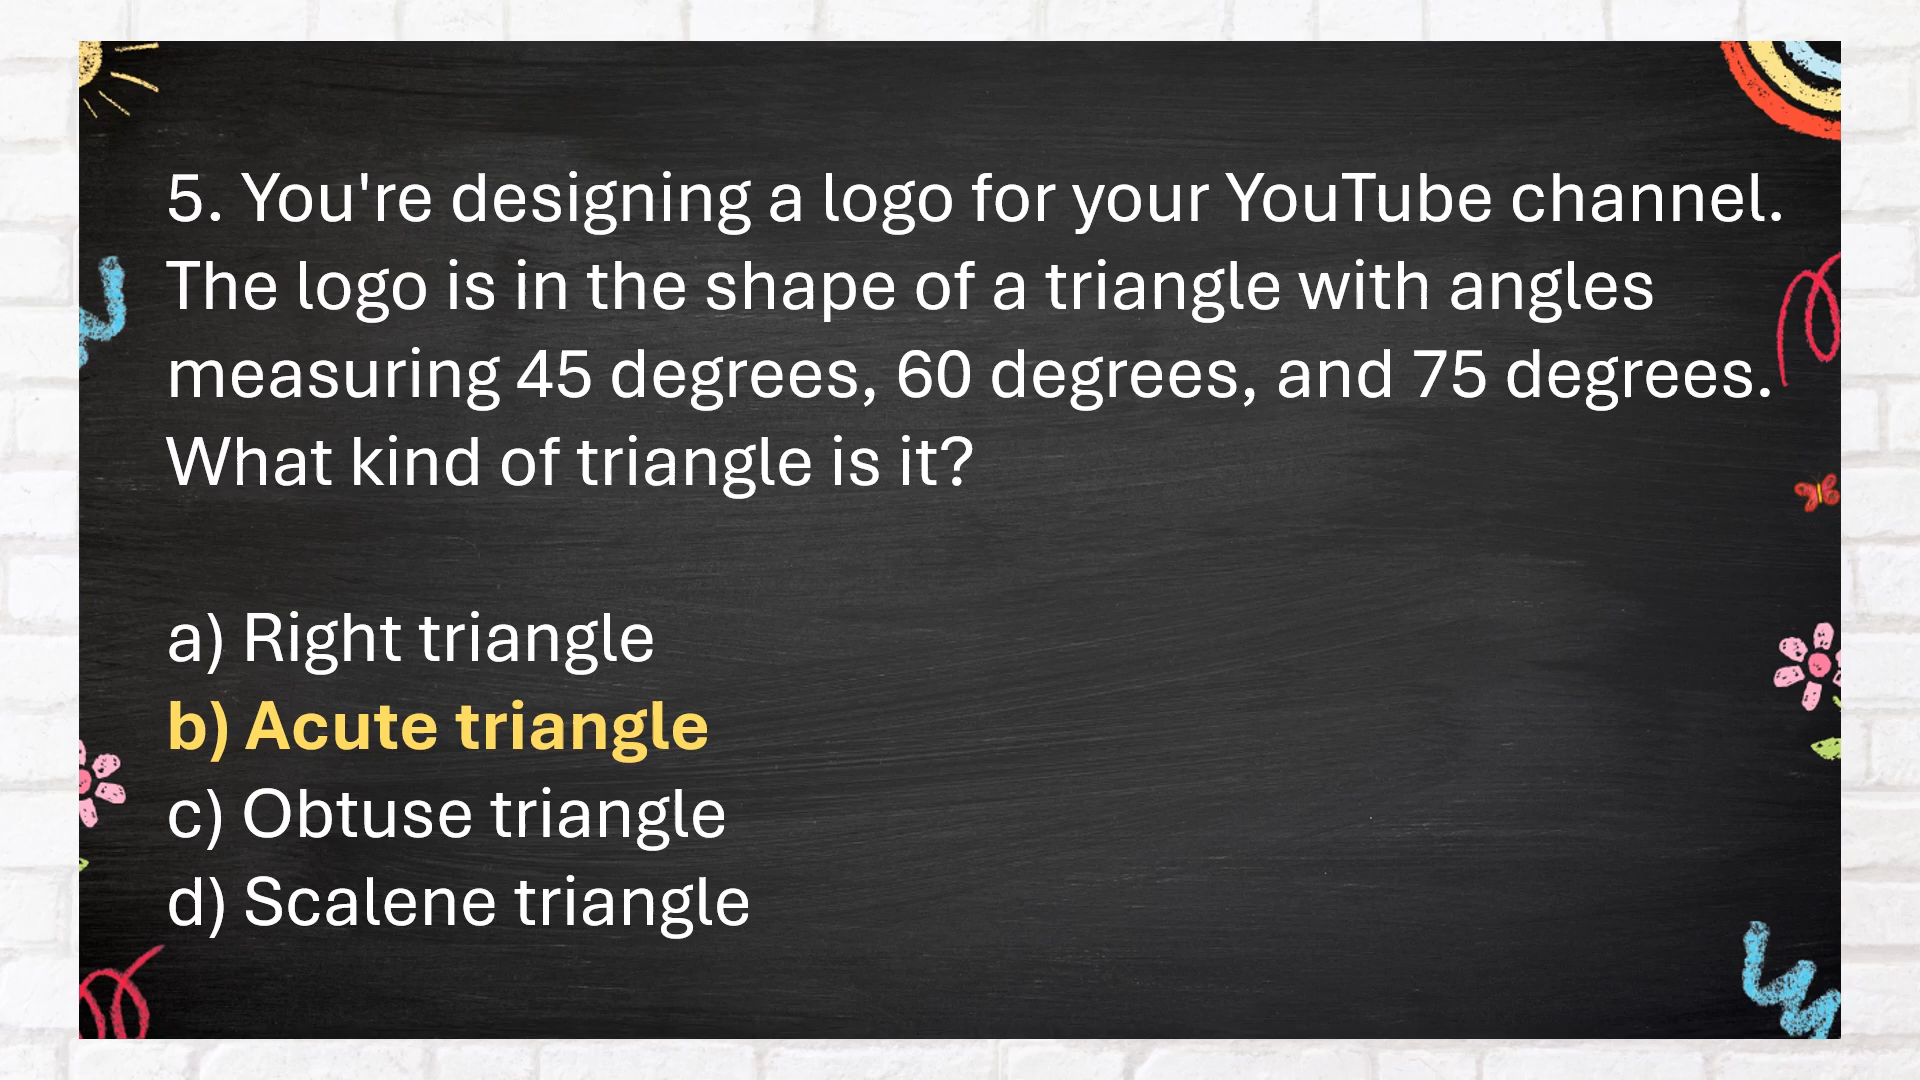 5. You're designing a logo for your YouTube channel.
The logo is in the shape of a triangle with angles
measuring 45 degrees, 60 degrees, and 75 degrees.
What kind of triangle is it?
a) Right triangle
b) Acute triangle
c) Obtuse triangle
d) Scalene triangle